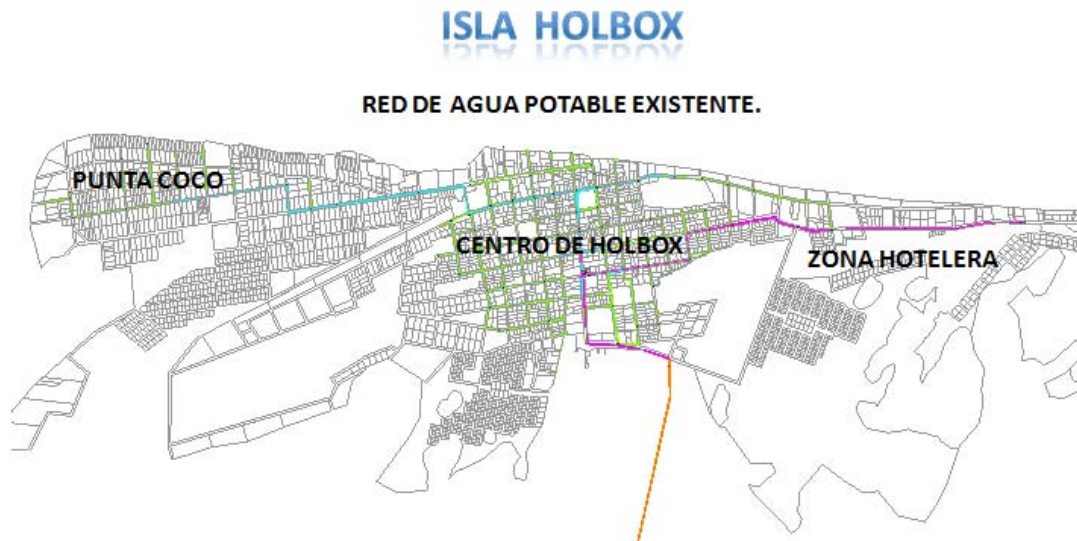 ISLA HOLBOX
RED DE AGUA POTABLE EXISTENTE.
PUNTA COCO
CENTRO DE HOLBOX
ZONA HOTELERA